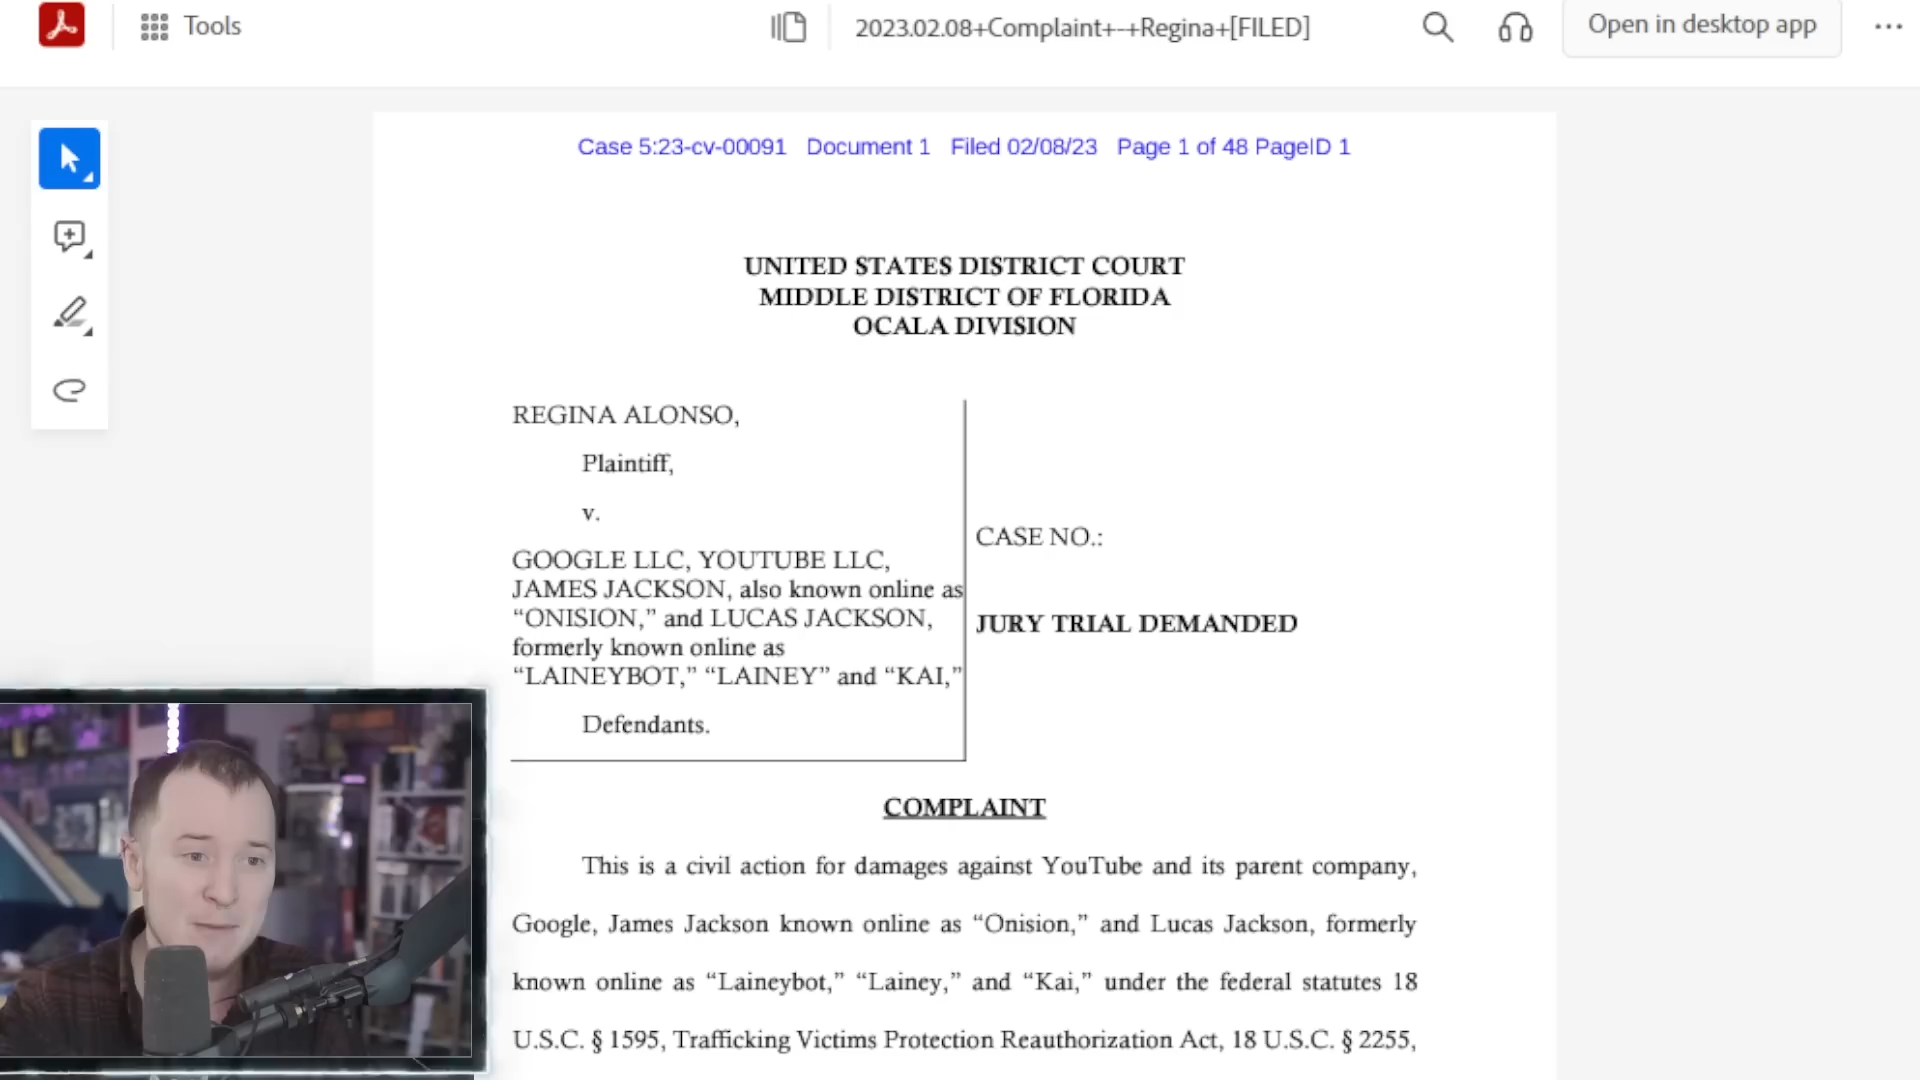 Tools
2023.02.08+Complaint+-+Regina+[FILED]
Open in desktop app
Case 5:23-cv-00091 Document 1 Filed 02/08/23 Page 1 of 48 PageID 1
UNITED STATES DISTRICT COURT
MIDDLE DISTRICT OF FLORIDA
OCALA DIVISION
REGINA ALONSO,
Plaintiff,
v.
GOOGLE LLC, YOUTUBE LLC,
JAMES JACKSON, also known online as
“ONISION,” and LUCAS JACKSON,
formerly known online as
“LAINEYBOT,” “LAINEY” and “KAI,”
Defendants.
CASE NO.:
JURY TRIAL DEMANDED
COMPLAINT
This is a civil action for damages against YouTube and its parent company,
Google, James Jackson known online as “Onision,” and Lucas Jackson, formerly
known online as “Laineybot,” “Lainey,” and “Kai,” under the federal statutes 18
U.S.C. § 1595, Trafficking Victims Protection Reauthorization Act, 18 U.S.C. § 2255,